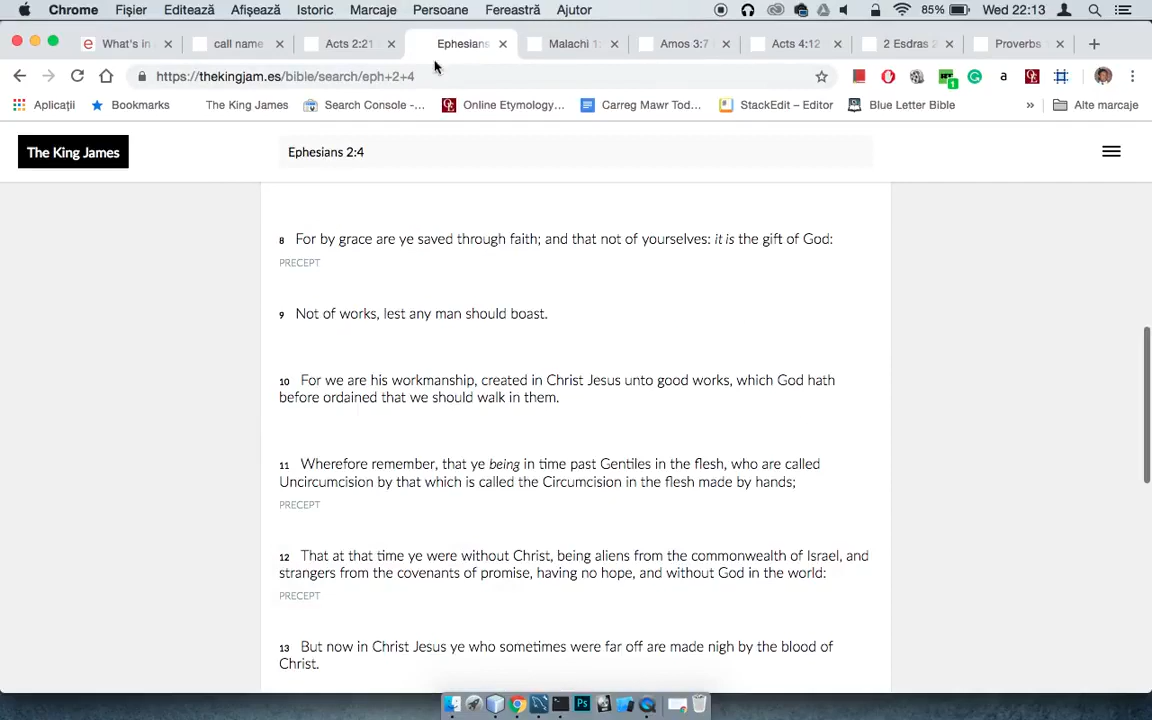 Chrome Fișier Editează Afișează Istoric Marcaje Persoane Fereastră Ajutor 85% Wed 22:13
What's in call name Acts 2:21 Ephesians Malachi 1: Amos 3:7 Acts 4:12 2 Esdras 2: Proverbs
https://thekingjam.es/bible/search/eph+2+4
Aplicații Bookmarks The King James Search Console -... Online Etymology... Carreg Mawr Tod... StackEdit – Editor Blue Letter Bible » Alte marcaje
The King James Ephesians 2:4
8 For by grace are ye saved through faith; and that not of yourselves: it is the gift of God:
PRECEPT
9 Not of works, lest any man should boast.
10 For we are his workmanship, created in Christ Jesus unto good works, which God hath
before ordained that we should walk in them.
11 Wherefore remember, that ye being in time past Gentiles in the flesh, who are called
Uncircumcision by that which is called the Circumcision in the flesh made by hands;
PRECEPT
12 That at that time ye were without Christ, being aliens from the commonwealth of Israel, and
strangers from the covenants of promise, having no hope, and without God in the world:
PRECEPT
13 But now in Christ Jesus ye who sometimes were far off are made nigh by the blood of
Christ.